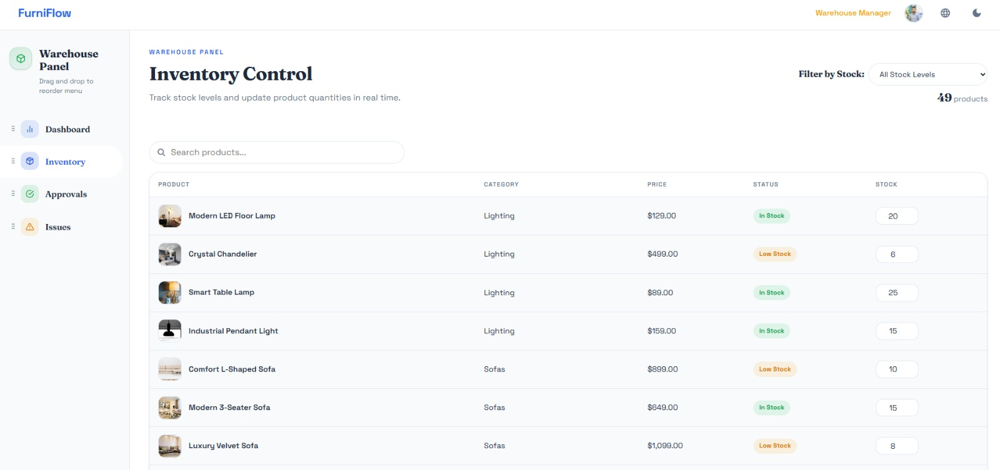 FurniFlow
Warehouse Manager
Warehouse
Panel
Drag and drop to
reorder menu
Dashboard
Inventory
Approvals
Issues
WAREHOUSE PANEL
Inventory Control
Track stock levels and update product quantities in real time.
Filter by Stock: All Stock Levels
49 products
Search products...
PRODUCT CATEGORY PRICE STATUS STOCK
Modern LED Floor Lamp Lighting $129.00 In Stock 20
Crystal Chandelier Lighting $499.00 Low Stock 6
Smart Table Lamp Lighting $89.00 In Stock 25
Industrial Pendant Light Lighting $159.00 In Stock 15
Comfort L-Shaped Sofa Sofas $899.00 Low Stock 10
Modern 3-Seater Sofa Sofas $649.00 In Stock 15
Luxury Velvet Sofa Sofas $1,099.00 Low Stock 8